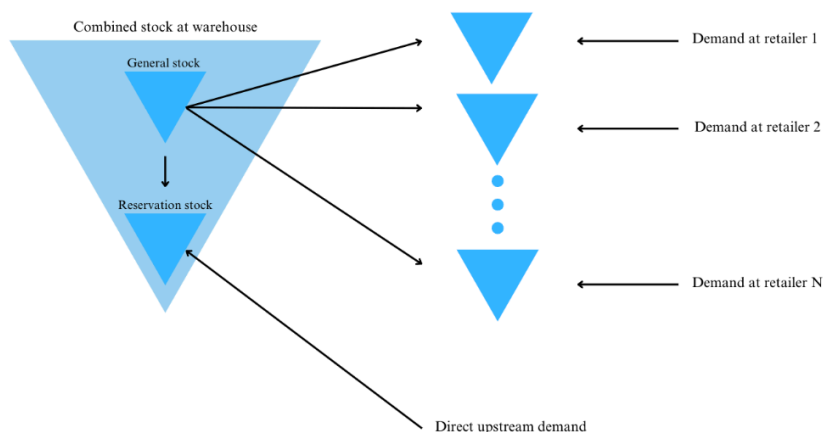 Combined stock at warehouse
General stock
Reservation stock
Demand at retailer 1
Demand at retailer 2
Demand at retailer N
Direct upstream demand